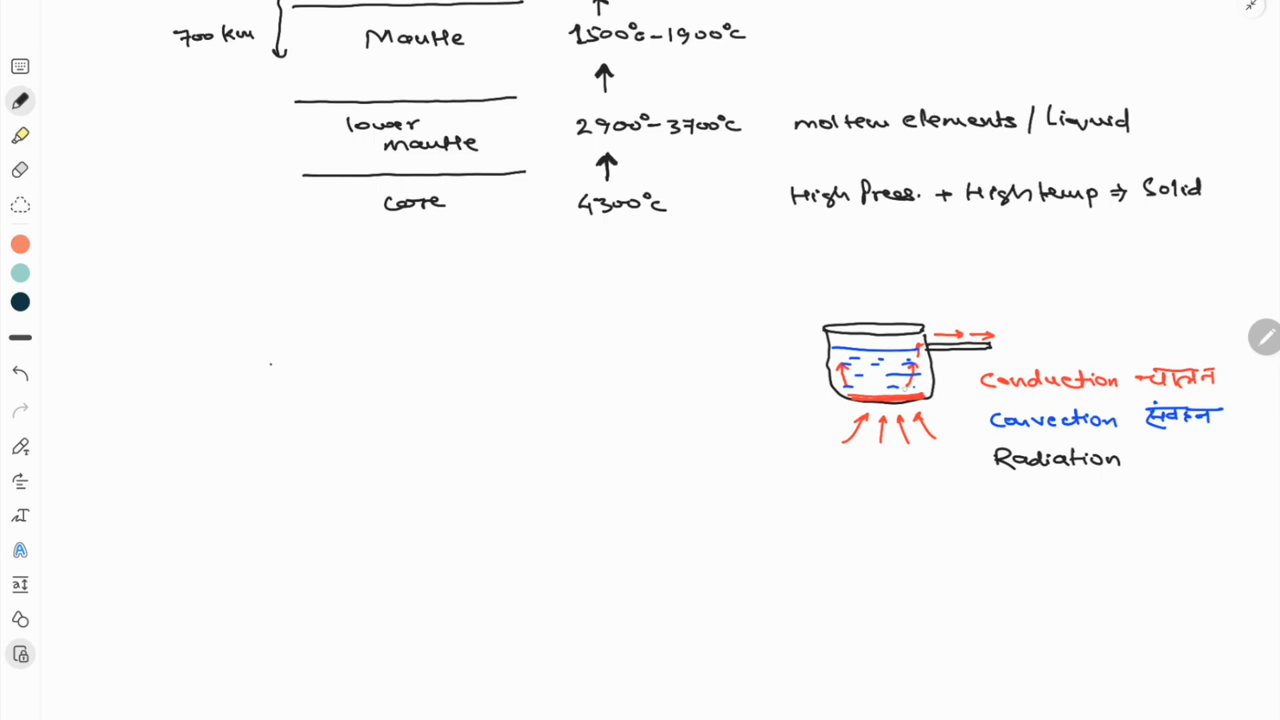 700 km Mantle 1500°c-1900°c
lower mantle 2900°-3700°c molten elements / Liquid
core 4300°c High Press. + High temp ⇒ Solid
Conduction चालन
Convection संवहन
Radiation